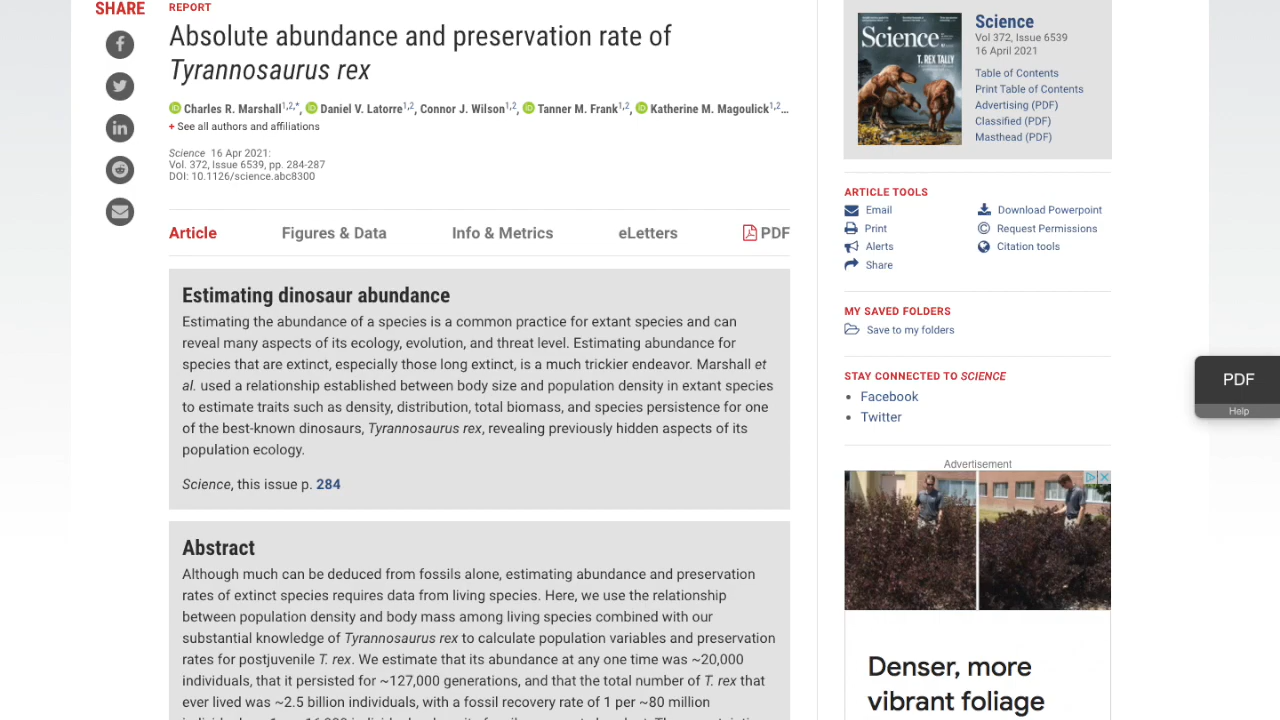 SHARE
REPORT
Absolute abundance and preservation rate of
Tyrannosaurus rex
Charles R. Marshall1,2,*, Daniel V. Latorre1,2, Connor J. Wilson1,2, Tanner M. Frank1,2, Katherine M. Magoulick1,2...
+ See all authors and affiliations
Science 16 Apr 2021:
Vol. 372, Issue 6539, pp. 284-287
DOI: 10.1126/science.abc8300
Article Figures & Data Info & Metrics eLetters PDF
Estimating dinosaur abundance
Estimating the abundance of a species is a common practice for extant species and can
reveal many aspects of its ecology, evolution, and threat level. Estimating abundance for
species that are extinct, especially those long extinct, is a much trickier endeavor. Marshall et
al. used a relationship established between body size and population density in extant species
to estimate traits such as density, distribution, total biomass, and species persistence for one
of the best-known dinosaurs, Tyrannosaurus rex, revealing previously hidden aspects of its
population ecology.
Science, this issue p. 284
Abstract
Although much can be deduced from fossils alone, estimating abundance and preservation
rates of extinct species requires data from living species. Here, we use the relationship
between population density and body mass among living species combined with our
substantial knowledge of Tyrannosaurus rex to calculate population variables and preservation
rates for postjuvenile T. rex. We estimate that its abundance at any one time was ~20,000
individuals, that it persisted for ~127,000 generations, and that the total number of T. rex that
ever lived was ~2.5 billion individuals, with a fossil recovery rate of 1 per ~80 million
Science
T. REX TALLY
Science
Vol 372, Issue 6539
16 April 2021
Table of Contents
Print Table of Contents
Advertising (PDF)
Classified (PDF)
Masthead (PDF)
ARTICLE TOOLS
Email
Print
Alerts
Share
Download Powerpoint
Request Permissions
Citation tools
MY SAVED FOLDERS
Save to my folders
STAY CONNECTED TO SCIENCE
Facebook
Twitter
Advertisement
Denser, more
vibrant foliage
PDF
Help